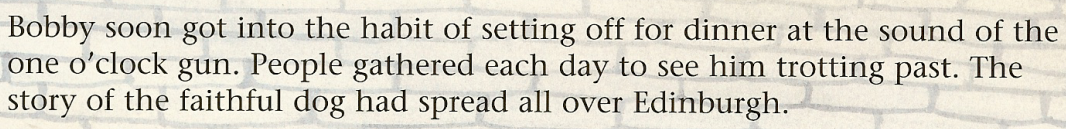 Bobby soon got into the habit of setting off for dinner at the sound of the
one o'clock gun. People gathered each day to see him trotting past. The
story of the faithful dog had spread all over Edinburgh.